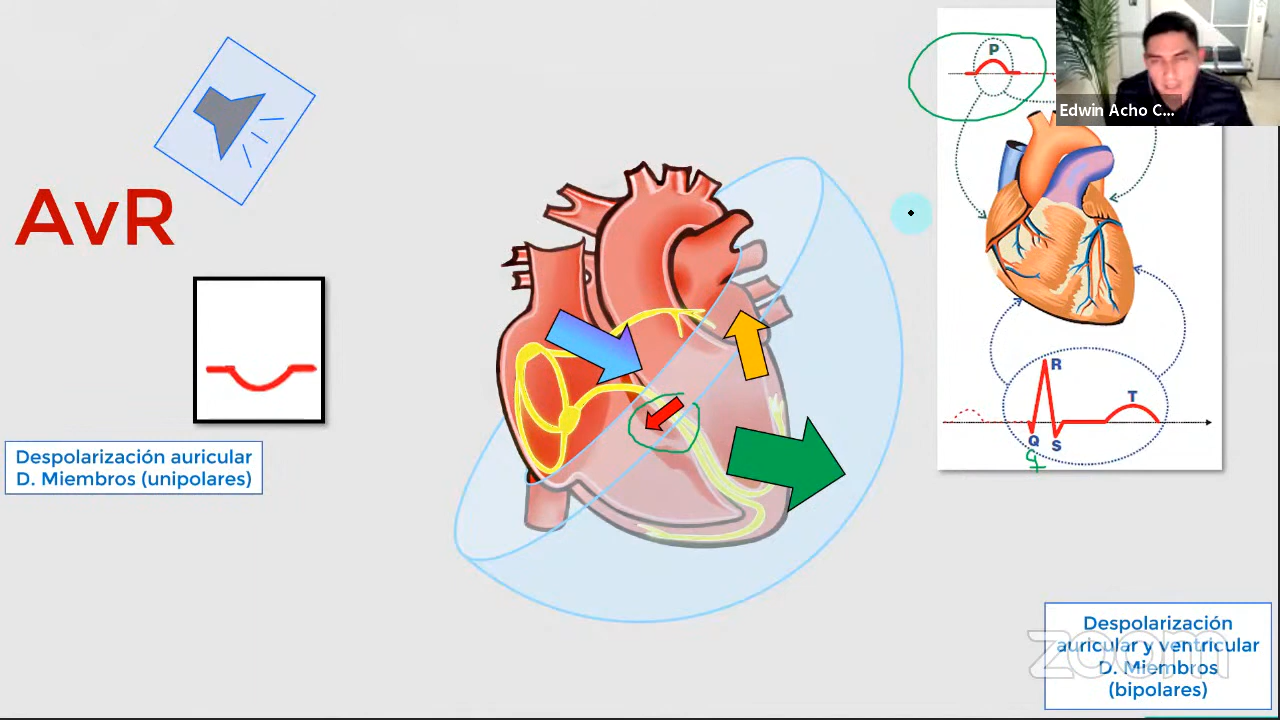 P
Edwin Acho C...
AvR
R
T
Q
S
q
Despolarización auricular
D. Miembros (unipolares)
Despolarización
auricular y ventricular
D. Miembros
(bipolares)
zoom